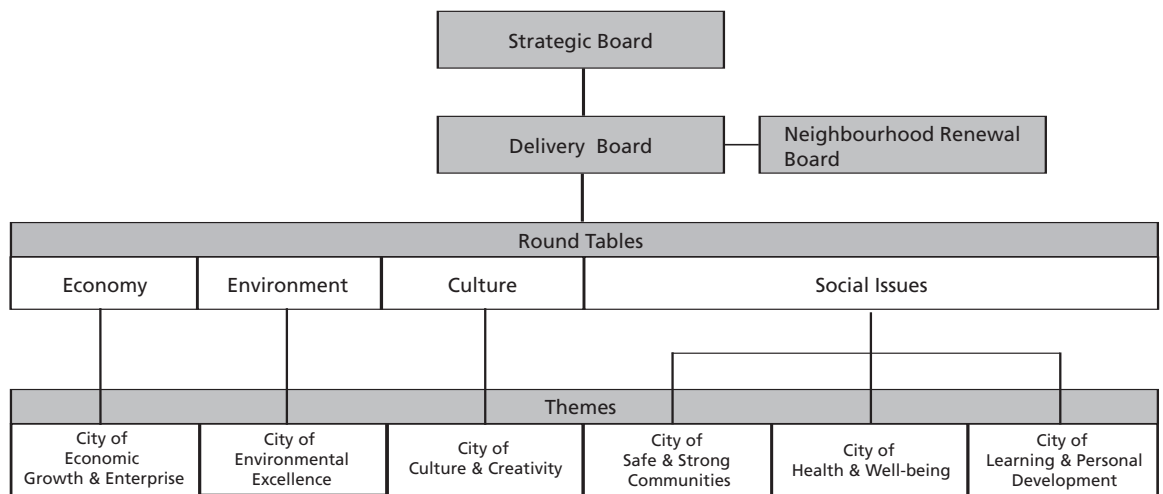 Strategic Board
Delivery Board
Neighbourhood Renewal
Board
Round Tables
Economy
Environment
Culture
Social Issues
Themes
City of
Economic
Growth & Enterprise
City of
Environmental
Excellence
City of
Culture & Creativity
City of
Safe & Strong
Communities
City of
Health & Well-being
City of
Learning & Personal
Development